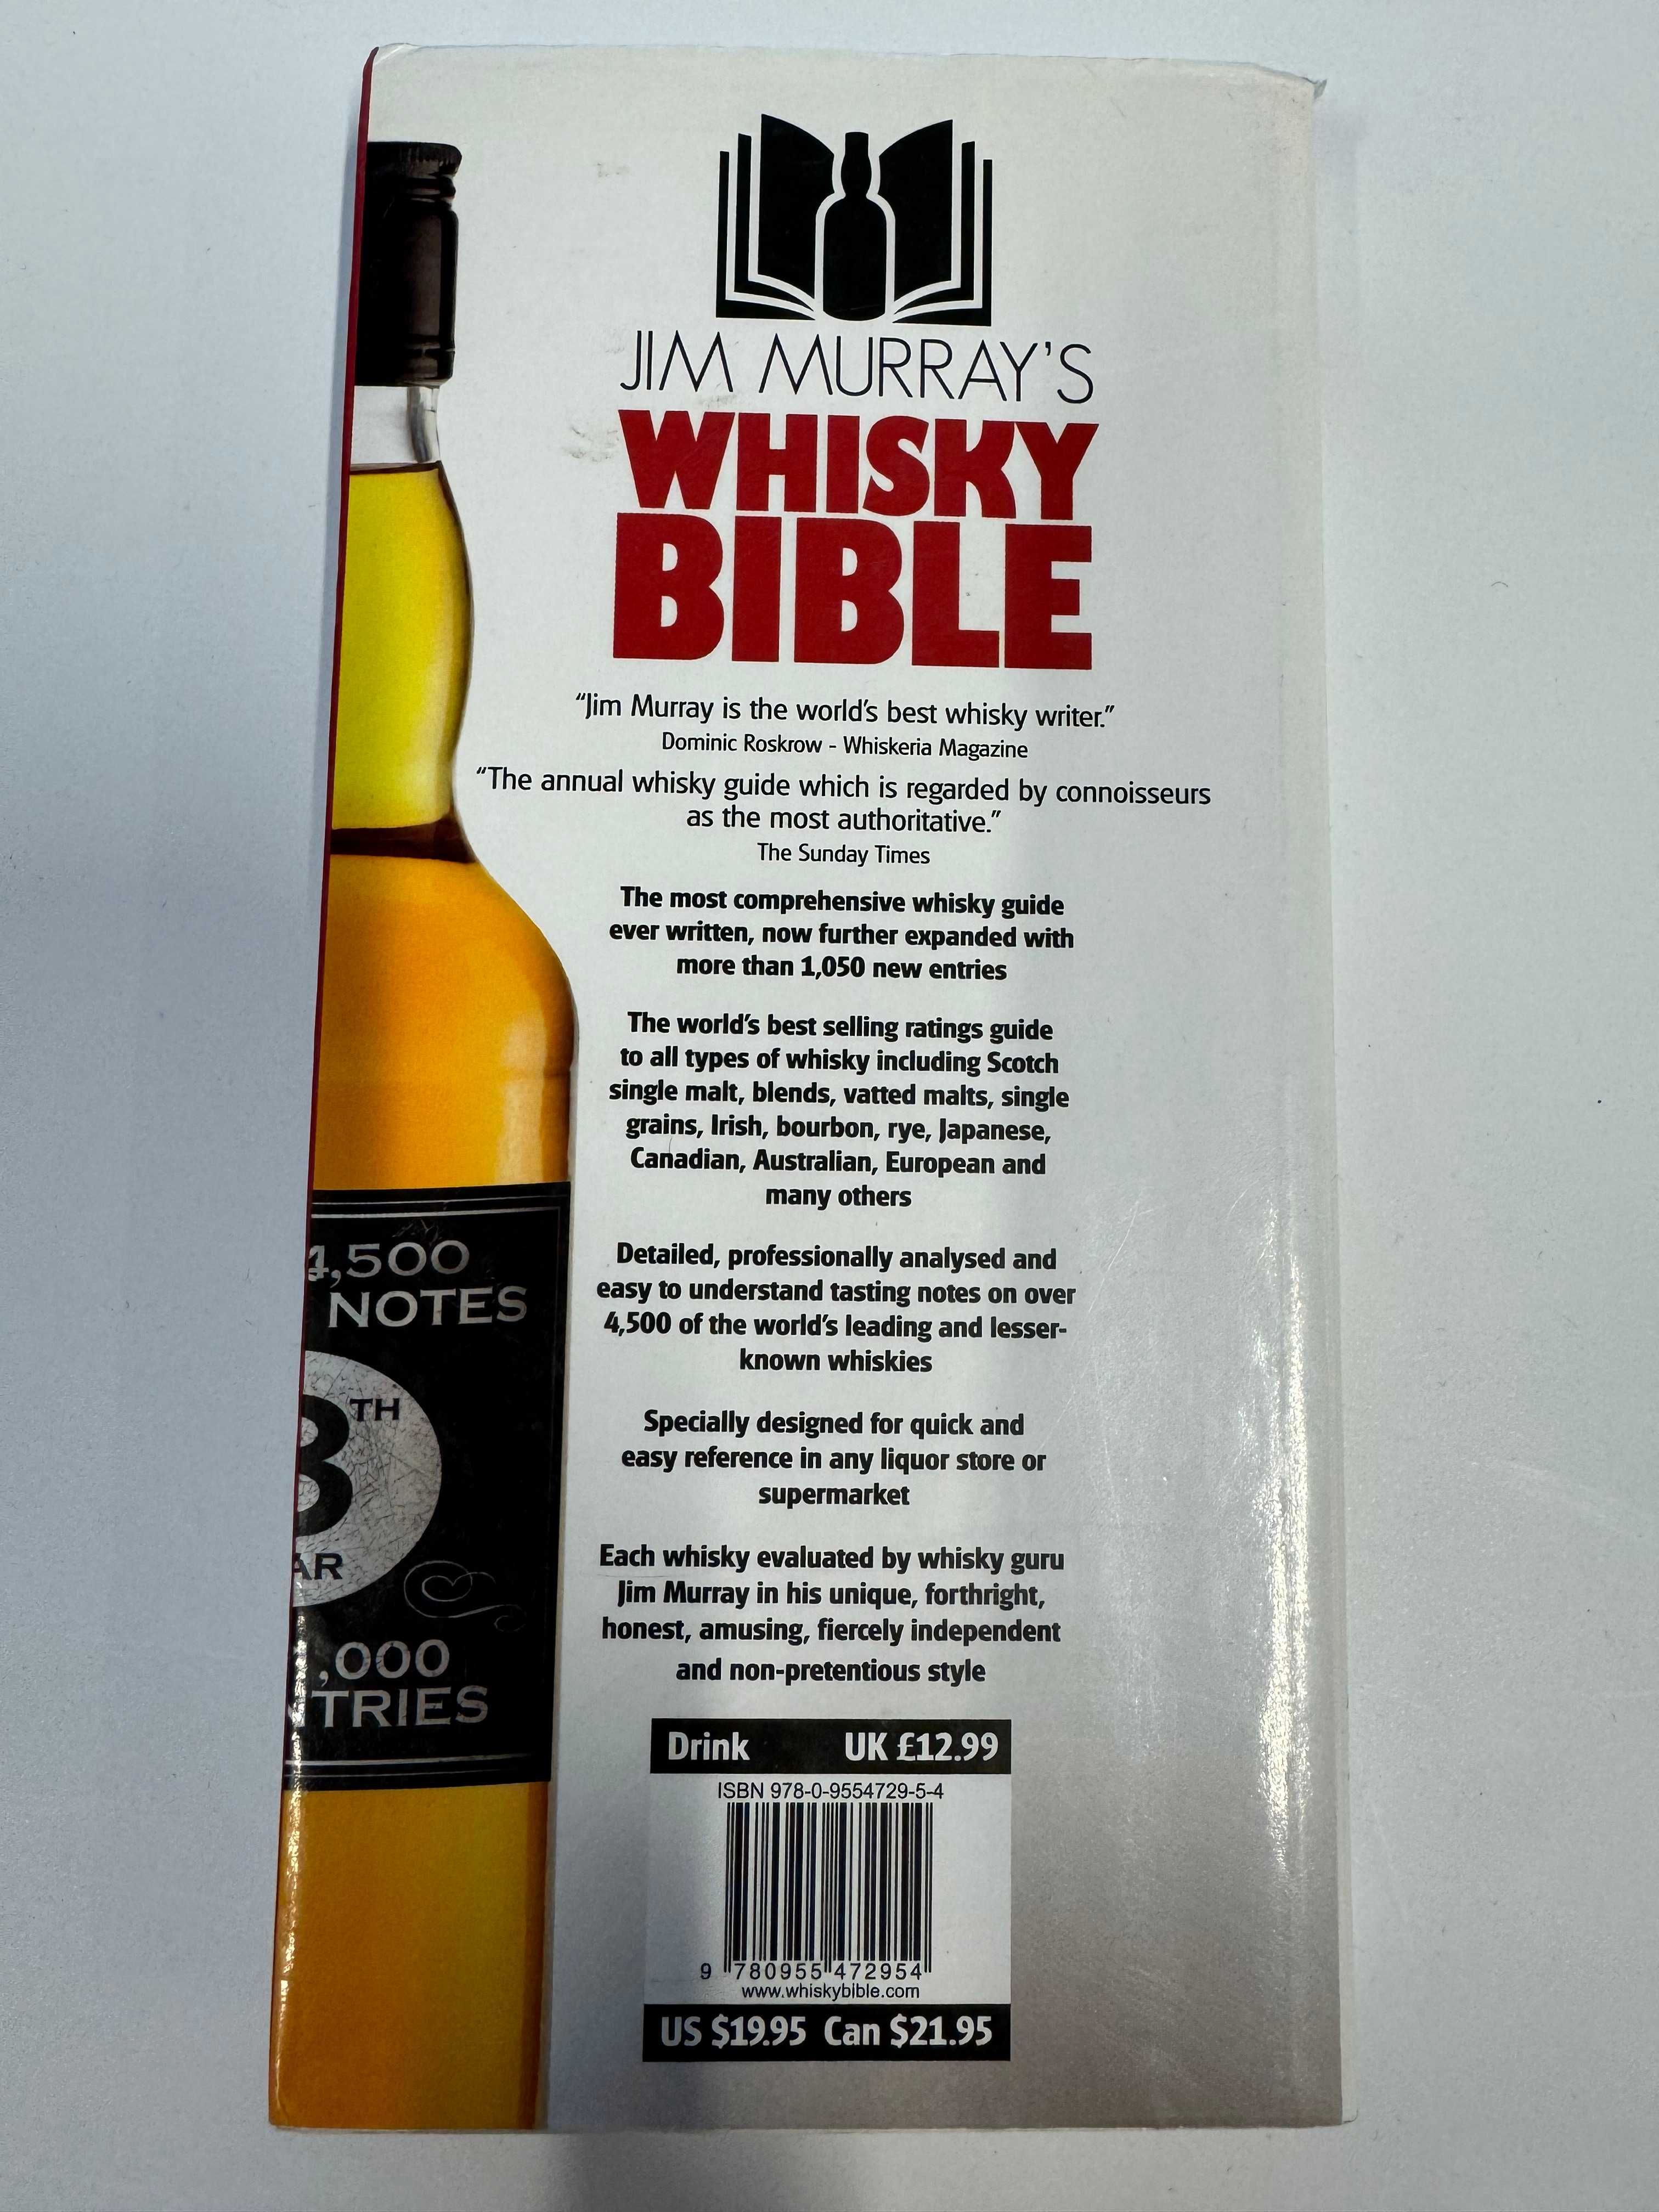 JIM MURRAY'S
WHISKY
BIBLE
“Jim Murray is the world's best whisky writer.”
Dominic Roskrow - Whiskeria Magazine
“The annual whisky guide which is regarded by connoisseurs
as the most authoritative.”
The Sunday Times
The most comprehensive whisky guide
ever written, now further expanded with
more than 1,050 new entries
The world's best selling ratings guide
to all types of whisky including Scotch
single malt, blends, vatted malts, single
grains, Irish, bourbon, rye, Japanese,
Canadian, Australian, European and
many others
Detailed, professionally analysed and
easy to understand tasting notes on over
4,500 of the world's leading and lesser-
known whiskies
Specially designed for quick and
easy reference in any liquor store or
supermarket
Each whisky evaluated by whisky guru
Jim Murray in his unique, forthright,
honest, amusing, fiercely independent
and non-pretentious style
4,500
NOTES
TH
,000
Drink UK £12.99
ISBN 978-0-9554729-5-4
9 780955 472954
www.whiskybible.com
US $19.95 Can $21.95